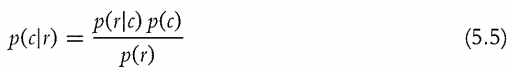 p(c|r) = p(r|c) p(c) / p(r) (5.5)